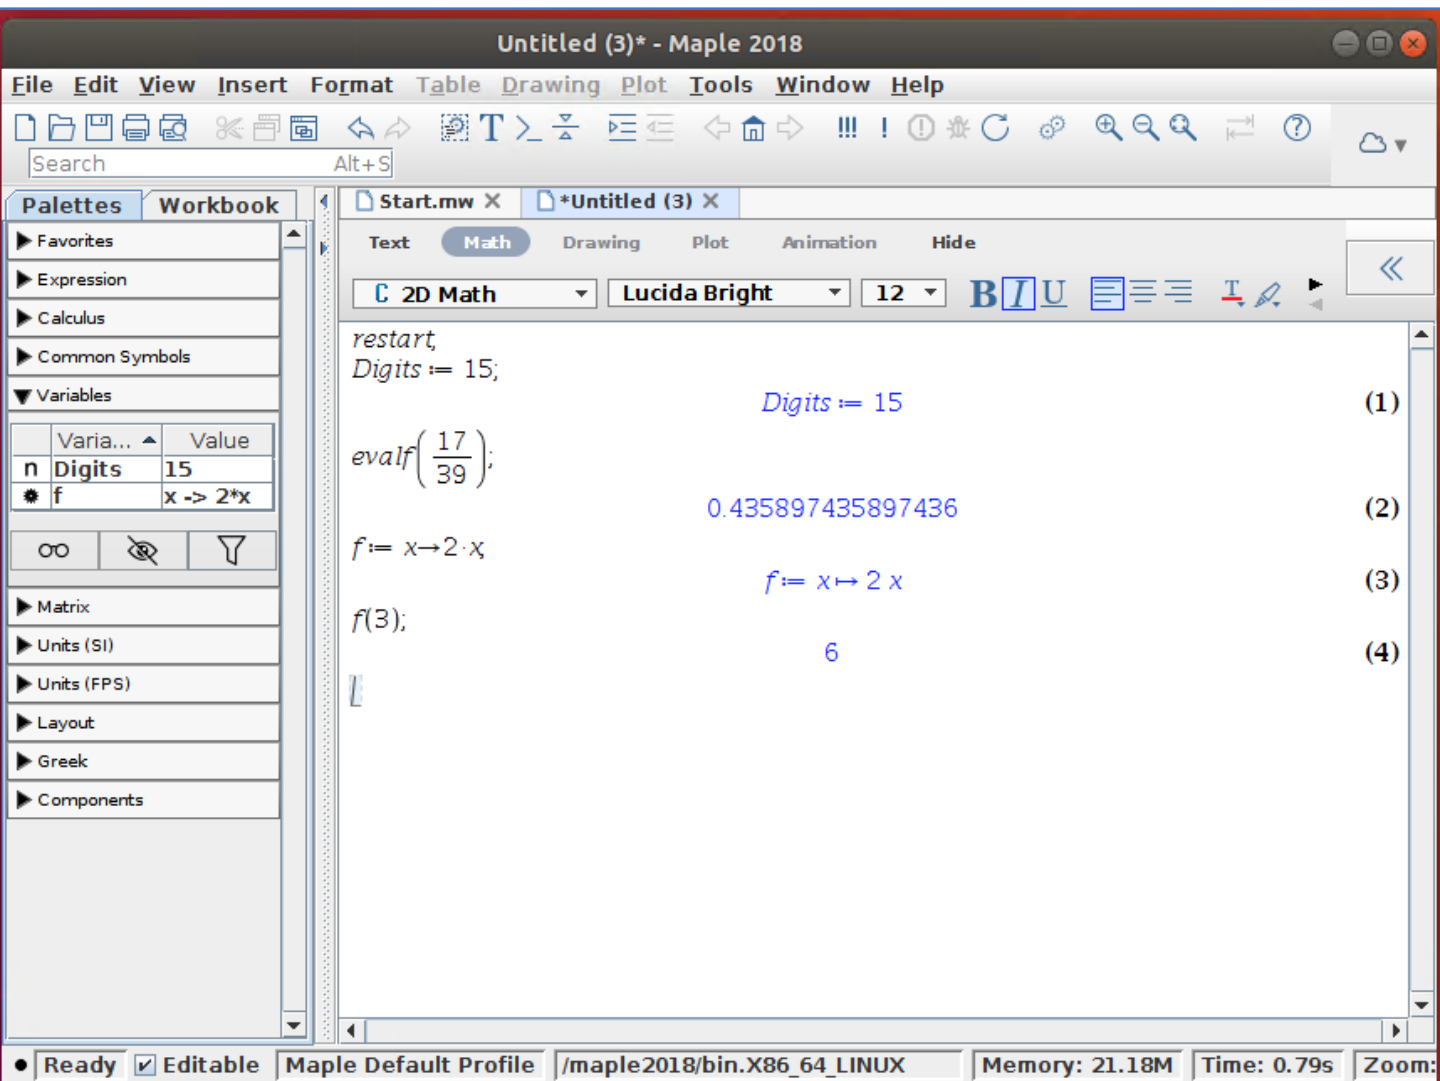 Untitled (3)* - Maple 2018
File Edit View Insert Format Table Drawing Plot Tools Window Help
Search Alt+S
Palettes Workbook
Favorites
Expression
Calculus
Common Symbols
Variables
Varia... Value
n Digits 15
f x -> 2*x
Matrix
Units (SI)
Units (FPS)
Layout
Greek
Components
Start.mw *Untitled (3)
Text Math Drawing Plot Animation Hide
C 2D Math Lucida Bright 12 B I U
restart;
Digits := 15;
Digits := 15 (1)
evalf(17/39);
0.435897435897436 (2)
f := x→2·x;
f := x ↦ 2 x (3)
f(3);
6 (4)
Ready Editable Maple Default Profile /maple2018/bin.X86_64_LINUX Memory: 21.18M Time: 0.79s Zoom: